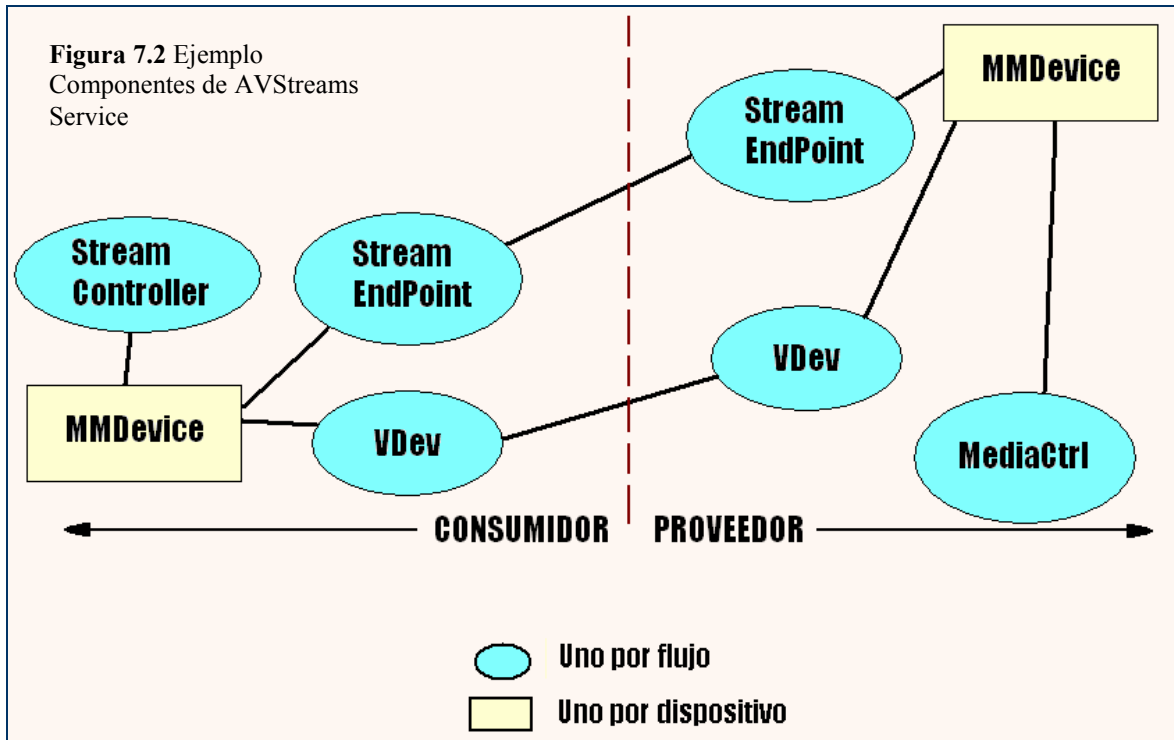 Figura 7.2 Ejemplo
Componentes de AVStreams
Service
MMDevice
Stream
EndPoint
Stream
Controller
Stream
EndPoint
VDev
MMDevice
VDev
MediaCtrl
CONSUMIDOR
PROVEEDOR
Uno por flujo
Uno por dispositivo